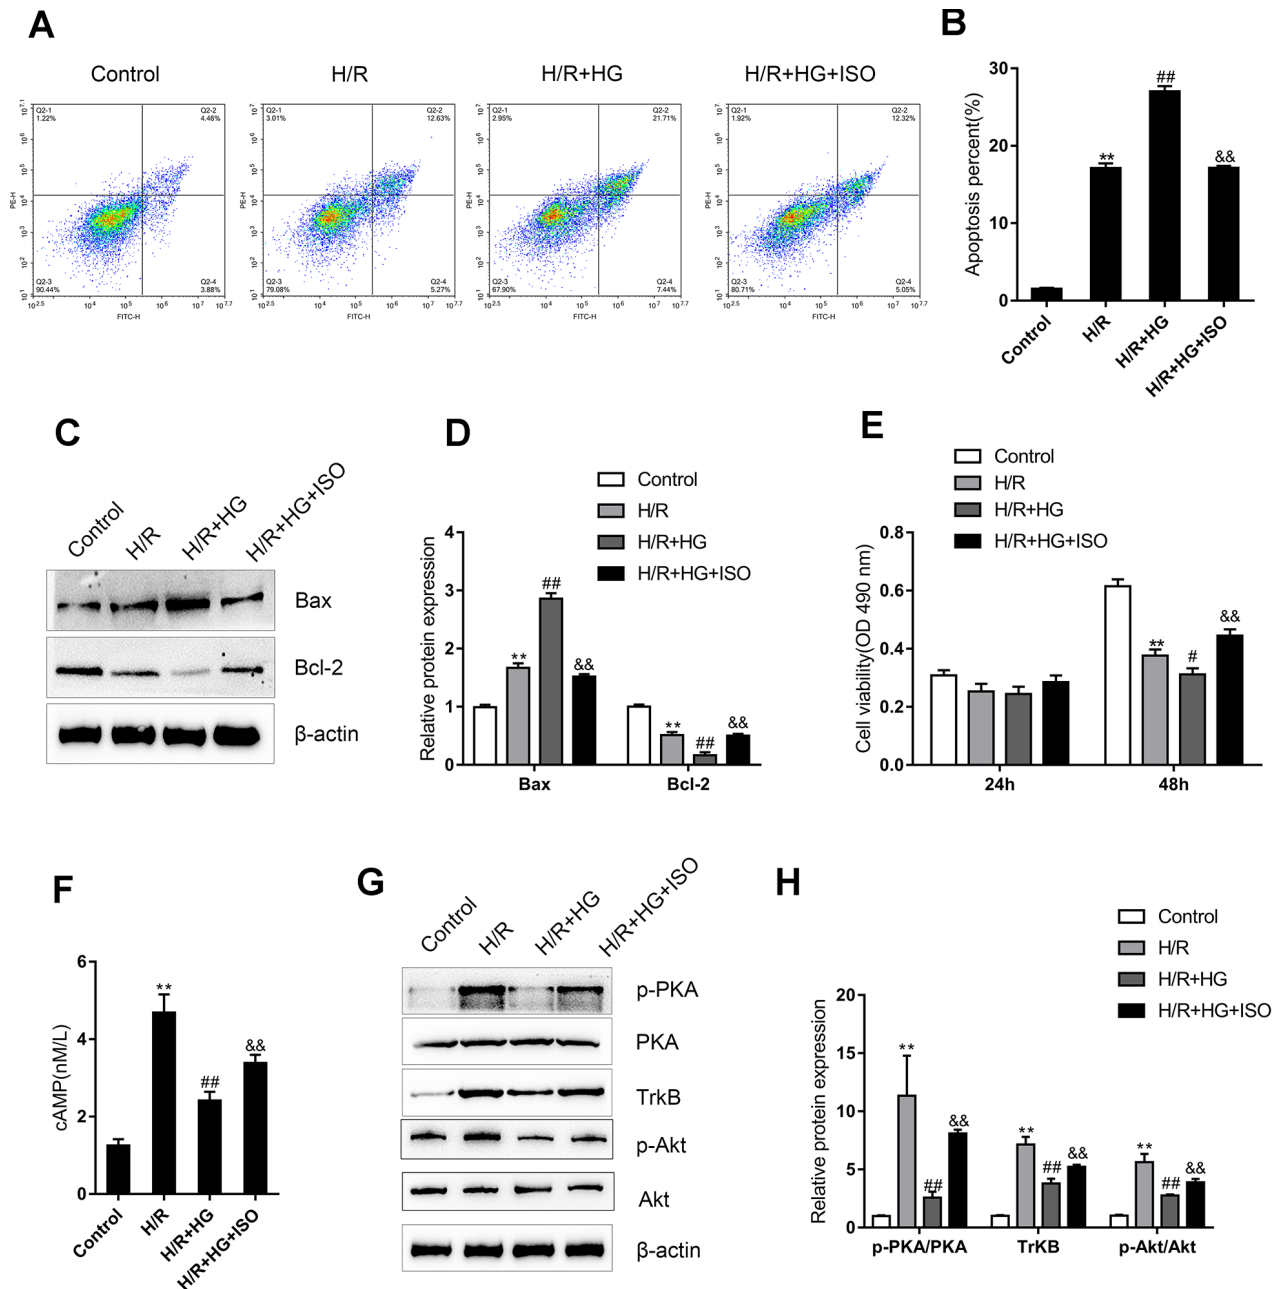 A
Control
H/R
H/R+HG
H/R+HG+ISO
Q2-1
1.22%
Q2-2
4.46%
Q2-3
90.44%
Q2-4
3.88%
PE-H
FITC-H
Q2-1
3.01%
Q2-2
12.63%
Q2-3
79.08%
Q2-4
5.27%
PE-H
FITC-H
Q2-1
2.95%
Q2-2
21.71%
Q2-3
67.90%
Q2-4
7.44%
PE-H
FITC-H
Q2-1
1.92%
Q2-2
12.32%
Q2-3
80.71%
Q2-4
5.05%
PE-H
FITC-H
B
Apoptosis percent(%)
30
20
10
0
**
##
&&
Control
H/R
H/R+HG
H/R+HG+ISO
C
Control
H/R
H/R+HG
H/R+HG+ISO
Bax
Bcl-2
β-actin
D
Control
H/R
H/R+HG
H/R+HG+ISO
Relative protein expression
4
3
2
1
0
**
##
&&
**
##
&&
Bax
Bcl-2
E
Control
H/R
H/R+HG
H/R+HG+ISO
Cell viability(OD 490 nm)
0.8
0.6
0.4
0.2
0.0
**
#
&&
24h
48h
F
cAMP(nM/L)
6
4
2
0
**
##
&&
Control
H/R
H/R+HG
H/R+HG+ISO
G
Control
H/R
H/R+HG
H/R+HG+ISO
p-PKA
PKA
TrkB
p-Akt
Akt
β-actin
H
Control
H/R
H/R+HG
H/R+HG+ISO
Relative protein expression
20
15
10
5
0
**
##
&&
**
##
&&
**
##
&&
p-PKA/PKA
TrKB
p-Akt/Akt